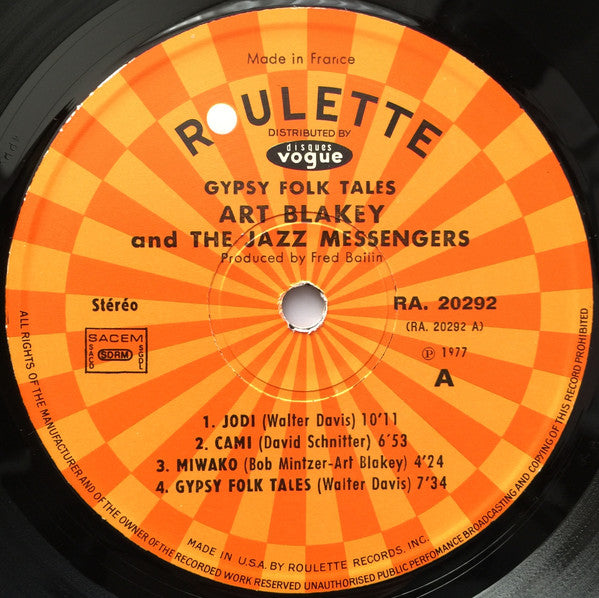 Made in France
ROULETTE
DISTRIBUTED BY
disques
vogue
GYPSY FOLK TALES
ART BLAKEY
and THE JAZZ MESSENGERS
Produced by Fred Bailin
Stéréo
RA. 20292
(RA. 20292 A)
SACEM
SACD
SDRM
SGDL
℗ 1977
A
1. JODI (Walter Davis) 10'11
2. CAMI (David Schnitter) 6'53
3. MIWAKO (Bob Mintzer-Art Blakey) 4'24
4. GYPSY FOLK TALES (Walter Davis) 7'34
MADE IN U.S.A. BY ROULETTE RECORDS, INC.
ALL RIGHTS OF THE MANUFACTURER AND OF THE OWNER OF THE RECORDED WORK RESERVED UNAUTHORISED PUBLIC PERFOMANCE BROADCASTING AND COPYING OF THIS RECORD PROHIBITED